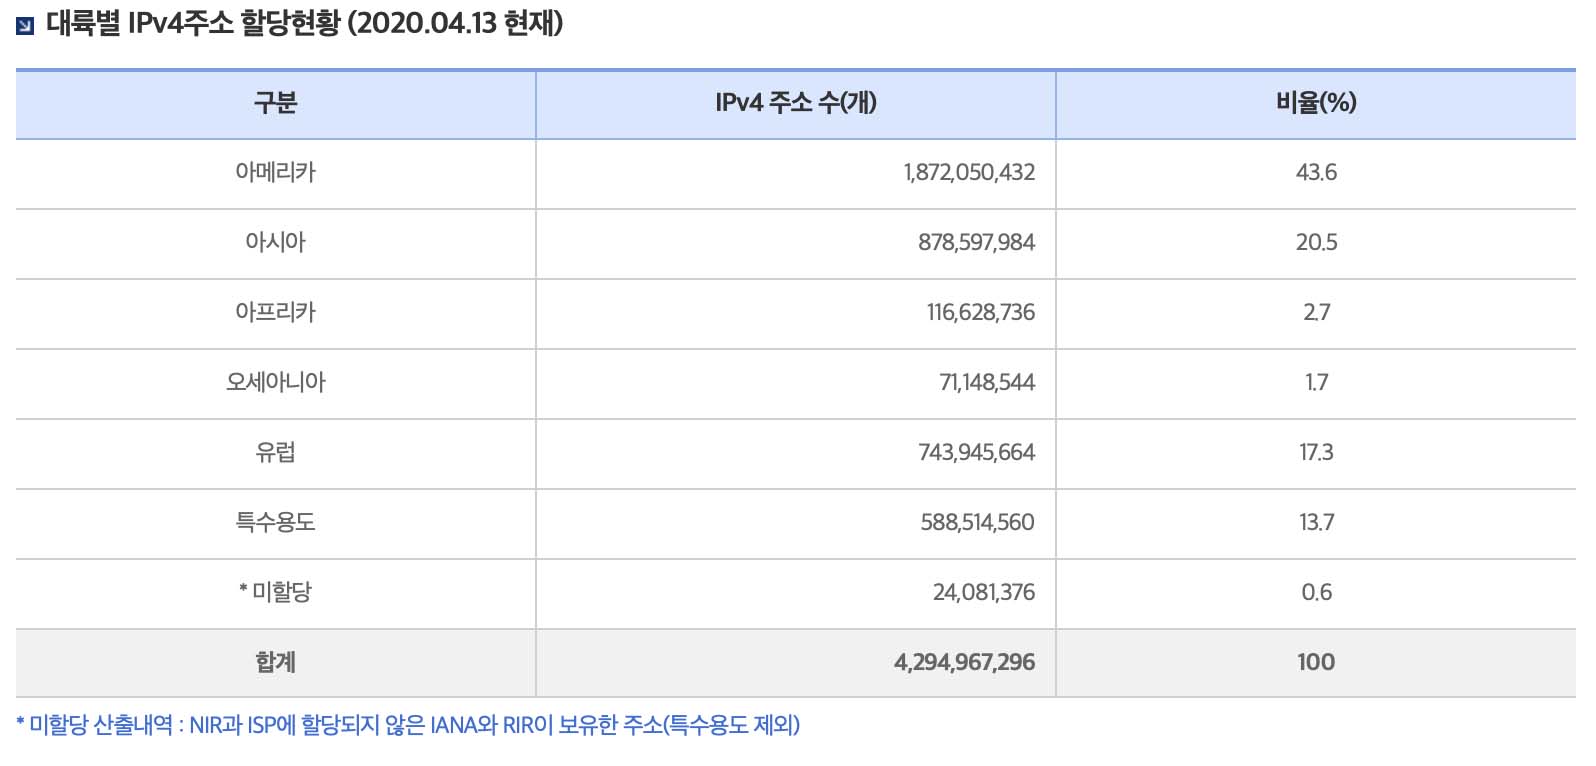 대륙별 IPv4주소 할당현황 (2020.04.13 현재)
구분 IPv4 주소 수(개) 비율(%)
아메리카 1,872,050,432 43.6
아시아 878,597,984 20.5
아프리카 116,628,736 2.7
오세아니아 71,148,544 1.7
유럽 743,945,664 17.3
특수용도 588,514,560 13.7
* 미할당 24,081,376 0.6
합계 4,294,967,296 100
* 미할당 산출내역 : NIR과 ISP에 할당되지 않은 IANA와 RIR이 보유한 주소(특수용도 제외)